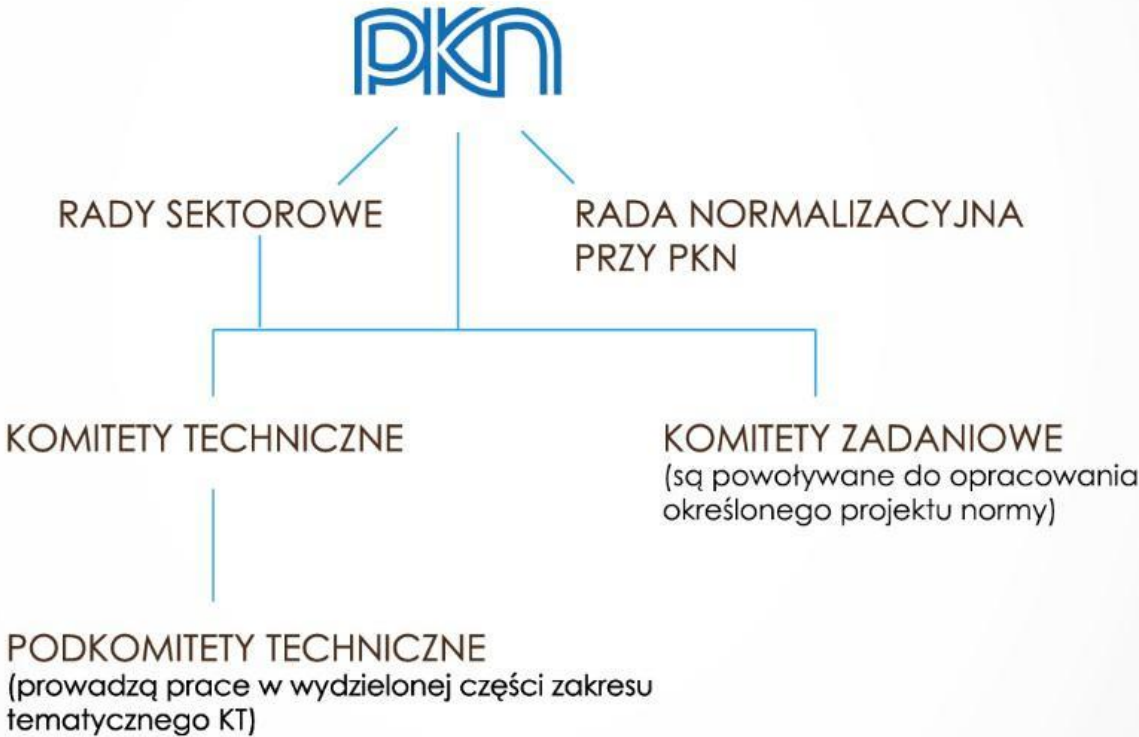 pkn
RADY SEKTOROWE
RADA NORMALIZACYJNA
PRZY PKN
KOMITETY TECHNICZNE
KOMITETY ZADANIOWE
(są powoływane do opracowania
określonego projektu normy)
PODKOMITETY TECHNICZNE
(prowadzą prace w wydzielonej części zakresu
tematycznego KT)